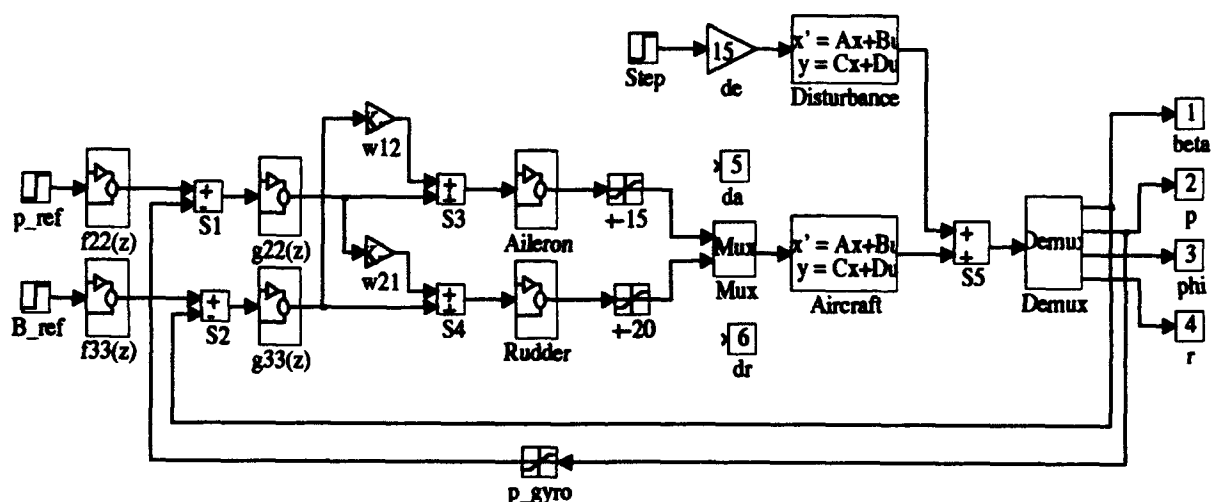 Step
15
de
x' = Ax+Bu
y = Cx+Du
Disturbance
1
beta
w12
5
da
2
p
p_ref
f22(z)
+
-
S1
g22(z)
+
+
S3
Aileron
+-15
Mux
Mux
x' = Ax+Bu
y = Cx+Du
Aircraft
+
+
S5
Demux
Demux
3
phi
w21
B_ref
f33(z)
+
-
S2
g33(z)
+
+
S4
Rudder
+-20
6
dr
4
r
p_gyro